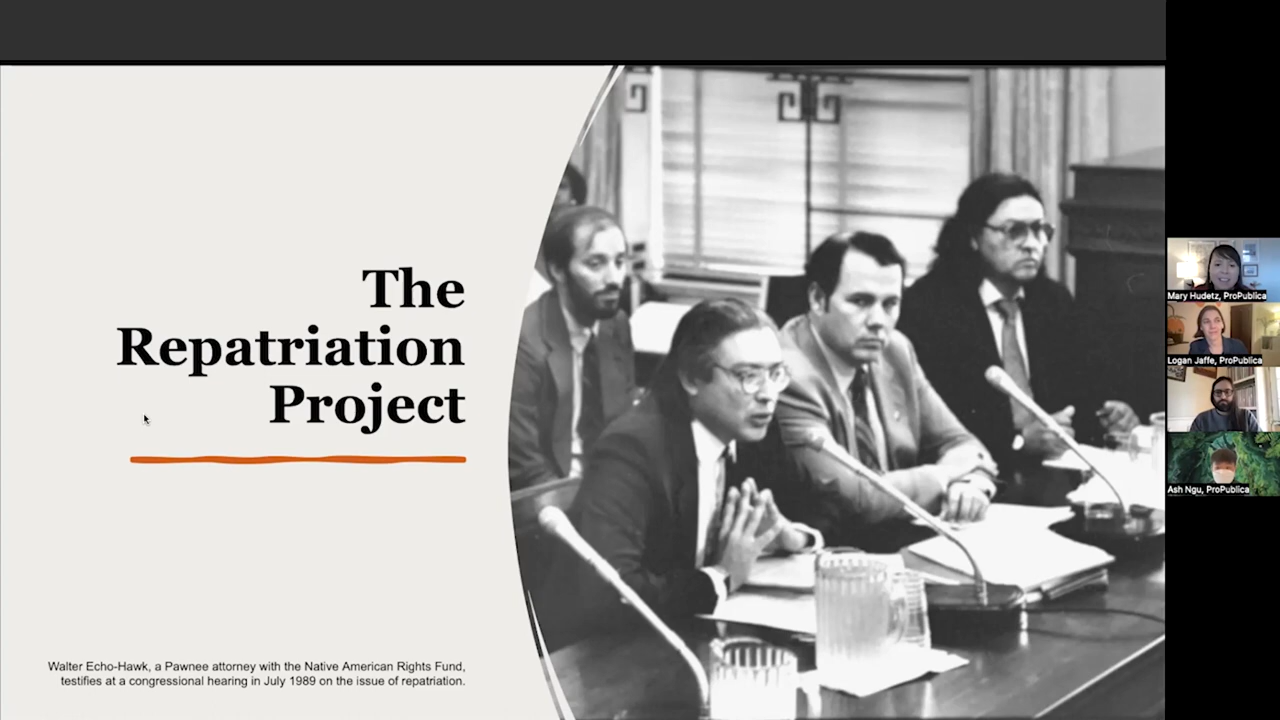 The
Repatriation
Project
Walter Echo-Hawk, a Pawnee attorney with the Native American Rights Fund,
testifies at a congressional hearing in July 1989 on the issue of repatriation.
Mary Hudetz, ProPublica
Logan Jaffe, ProPublica
Ash Ngu, ProPublica